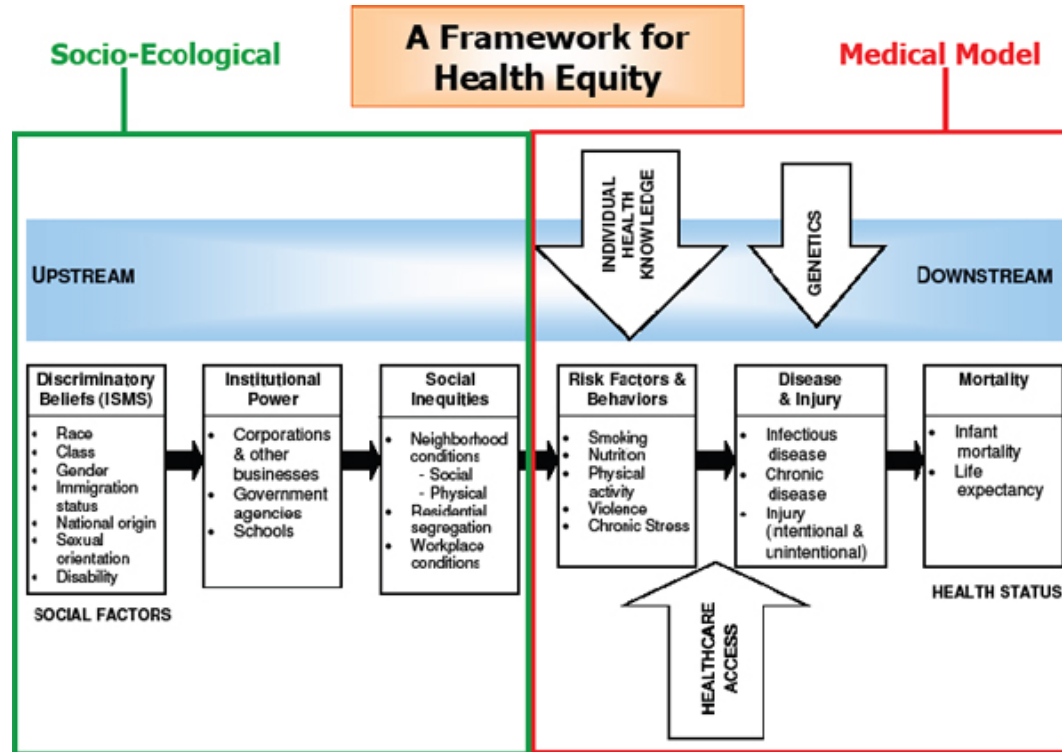 Socio-Ecological
A Framework for
Health Equity
Medical Model
UPSTREAM
INDIVIDUAL
HEALTH
KNOWLEDGE
GENETICS
DOWNSTREAM
Discriminatory
Beliefs (ISMS)
• Race
• Class
• Gender
• Immigration
status
• National origin
• Sexual
orientation
• Disability
SOCIAL FACTORS
Institutional
Power
• Corporations
& other
businesses
• Government
agencies
• Schools
Social
Inequities
• Neighborhood
conditions
- Social
- Physical
• Residential
segregation
• Workplace
conditions
Risk Factors &
Behaviors
• Smoking
• Nutrition
• Physical
activity
• Violence
• Chronic Stress
Disease
& Injury
• Infectious
disease
• Chronic
disease
• Injury
(intentional &
unintentional)
Mortality
• Infant
mortality
• Life
expectancy
HEALTH STATUS
HEALTHCARE
ACCESS